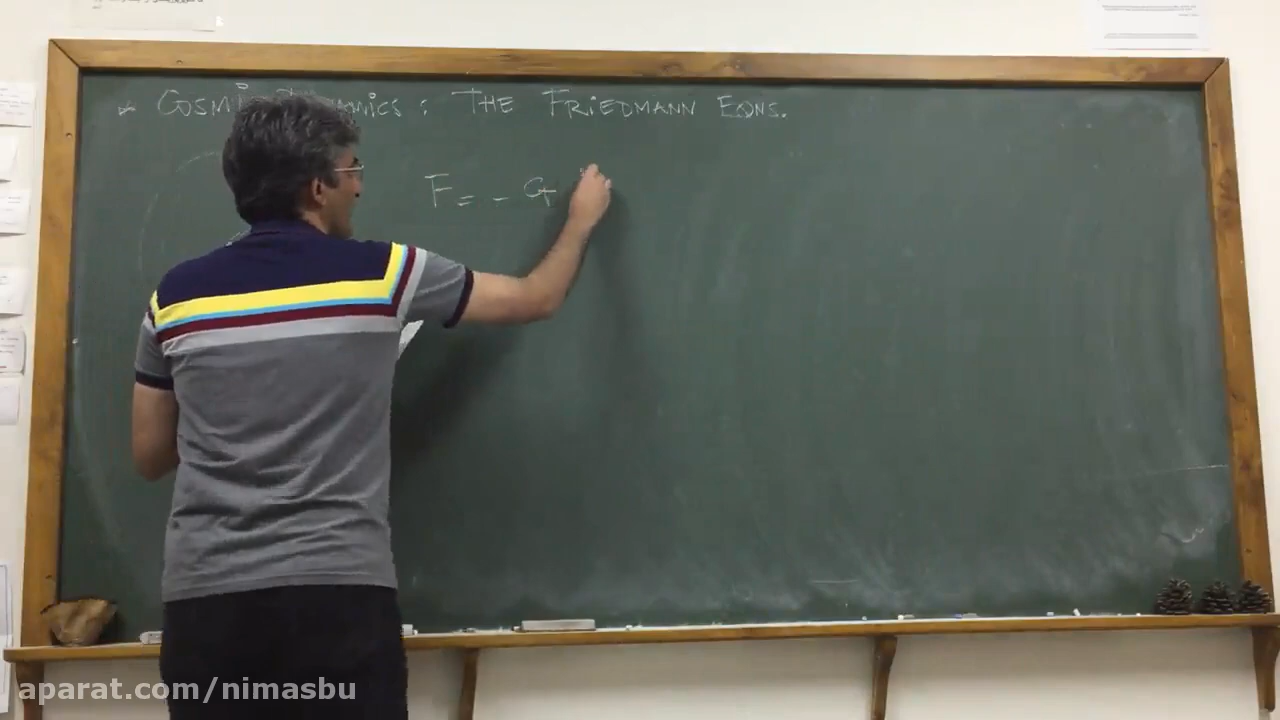 * COSMIC DYNAMICS : THE FRIEDMANN EQNS.
F = - G
aparat.com/nimasbu